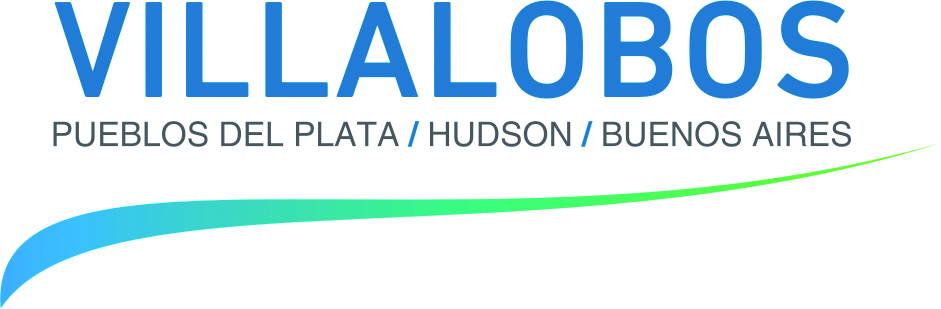 VILLALOBOS
PUEBLOS DEL PLATA / HUDSON / BUENOS AIRES